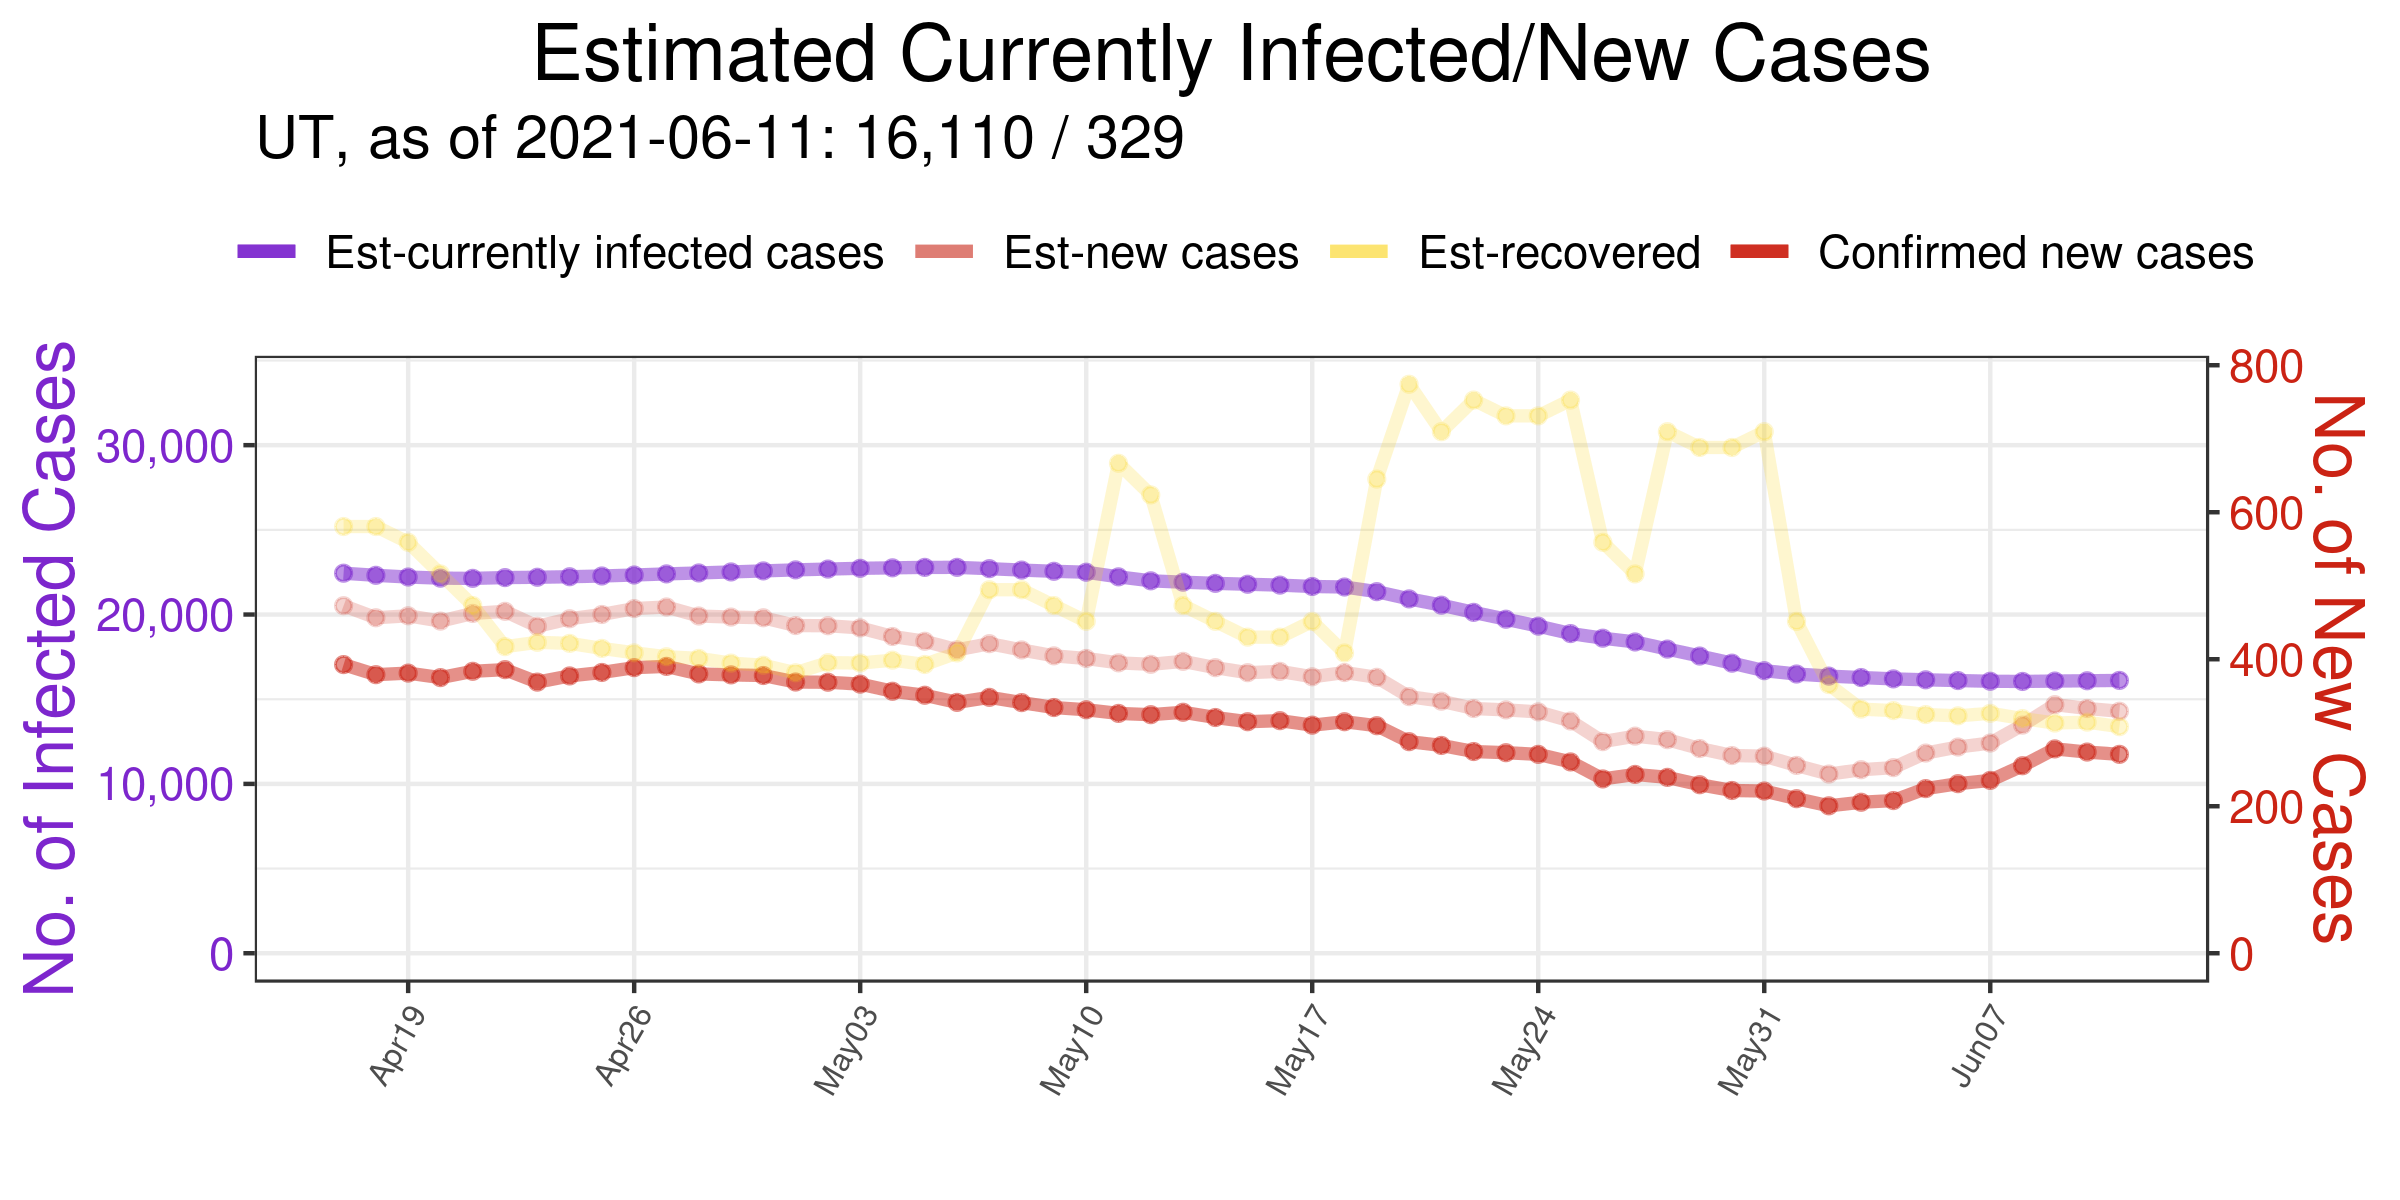 Estimated Currently Infected/New Cases
UT, as of 2021-06-11: 16,110 / 329
Est-currently infected cases Est-new cases Est-recovered Confirmed new cases
No. of Infected Cases
30,000
20,000
10,000
0
800
600
400
200
0
No. of New Cases
Apr19 Apr26 May03 May10 May17 May24 May31 Jun07